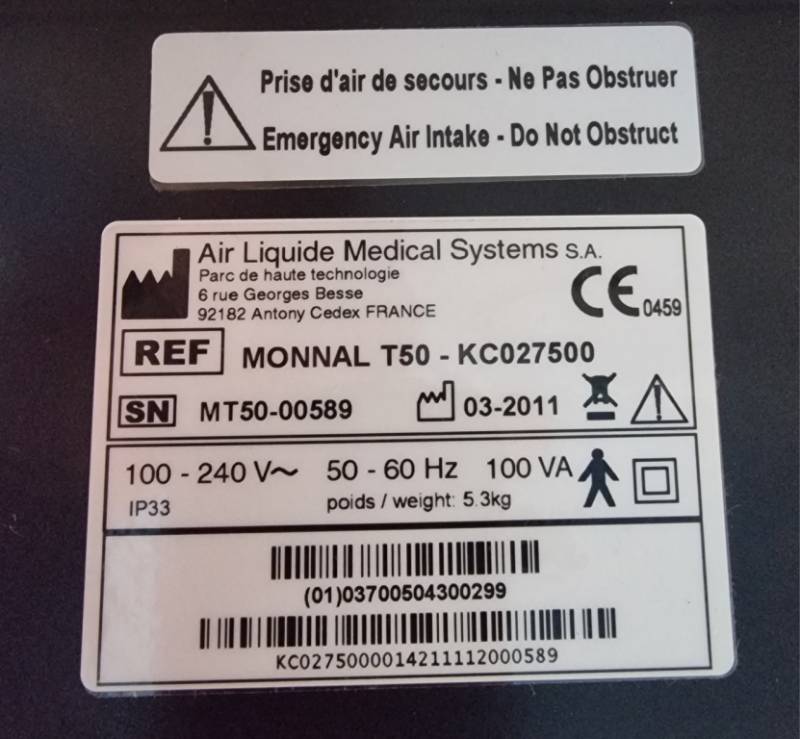 Prise d'air de secours - Ne Pas Obstruer
Emergency Air Intake - Do Not Obstruct
Air Liquide Medical Systems S.A.
Parc de haute technologie
6 rue Georges Besse
92182 Antony Cedex FRANCE
CE 0459
REF MONNAL T50 - KC027500
SN MT50-00589 03-2011
100 - 240 V~ 50 - 60 Hz 100 VA
IP33 poids / weight: 5.3kg
(01)03700504300299
KC0275000014211112000589